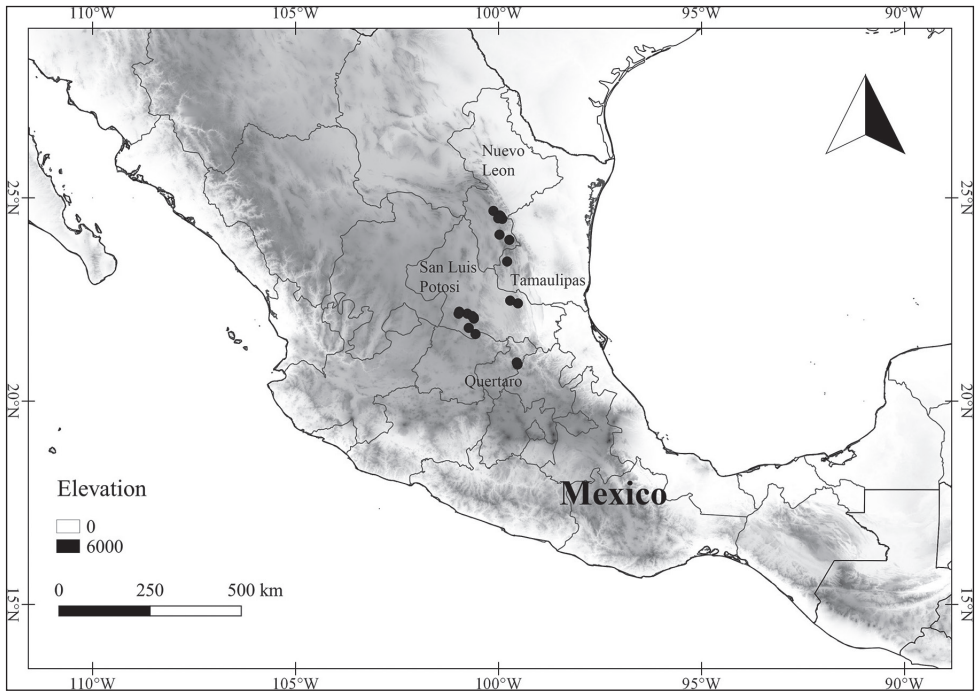 110°W 105°W 100°W 95°W 90°W
Nuevo
Leon
25°N 25°N
San Luis
Potosi
Tamaulipas
Quertaro
20°N 20°N
Mexico
Elevation
0
6000
0 250 500 km
15°N 15°N
110°W 105°W 100°W 95°W 90°W